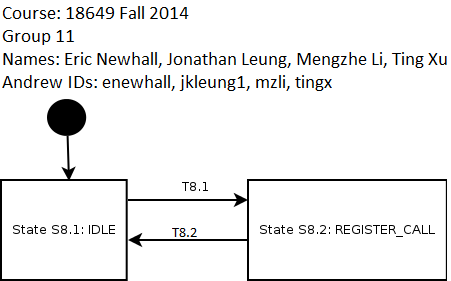 Course: 18649 Fall 2014
Group 11
Names: Eric Newhall, Jonathan Leung, Mengzhe Li, Ting Xu
Andrew IDs: enewhall, jkleung1, mzli, tingx
T8.1
State S8.1: IDLE
State S8.2: REGISTER_CALL
T8.2